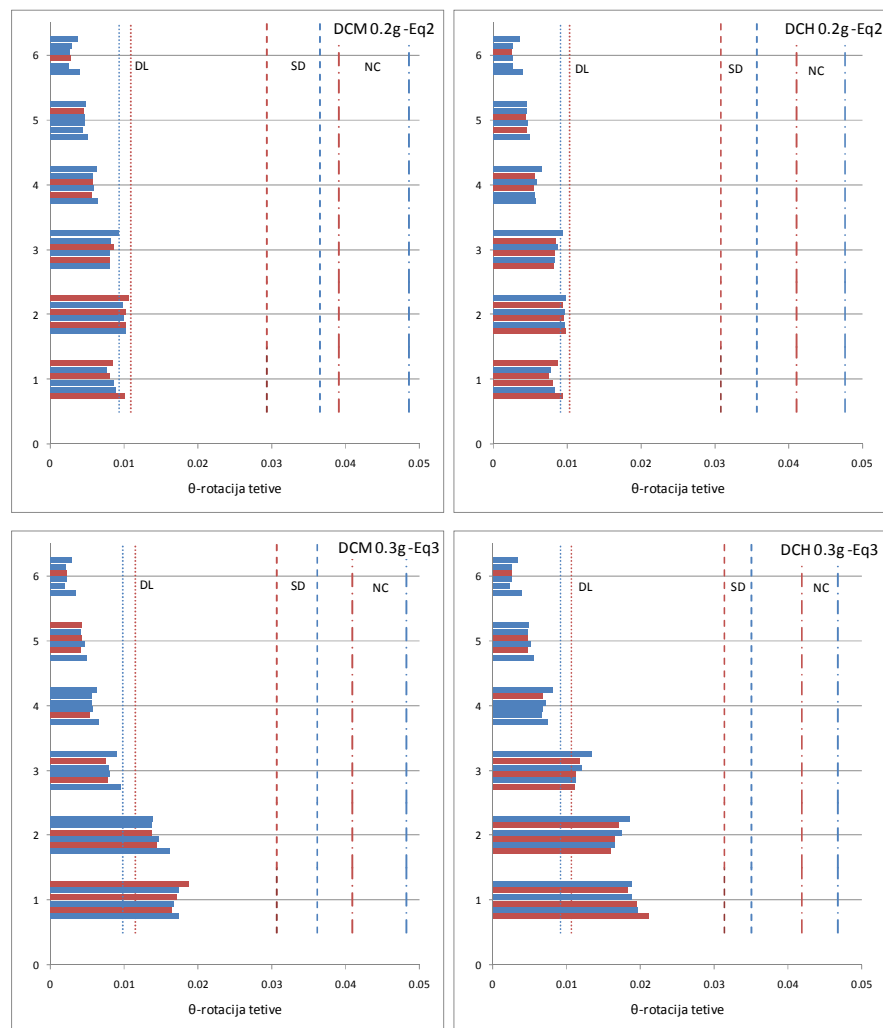 DCM 0.2g -Eq2
DL
SD
NC
6
5
4
3
2
1
0
0 0.01 0.02 0.03 0.04 0.05
θ-rotacija tetive
DCH 0.2g -Eq2
DL
SD
NC
6
5
4
3
2
1
0
0 0.01 0.02 0.03 0.04 0.05
θ-rotacija tetive
DCM 0.3g -Eq3
DL
SD
NC
6
5
4
3
2
1
0
0 0.01 0.02 0.03 0.04 0.05
θ-rotacija tetive
DCH 0.3g -Eq3
DL
SD
NC
6
5
4
3
2
1
0
0 0.01 0.02 0.03 0.04 0.05
θ-rotacija tetive